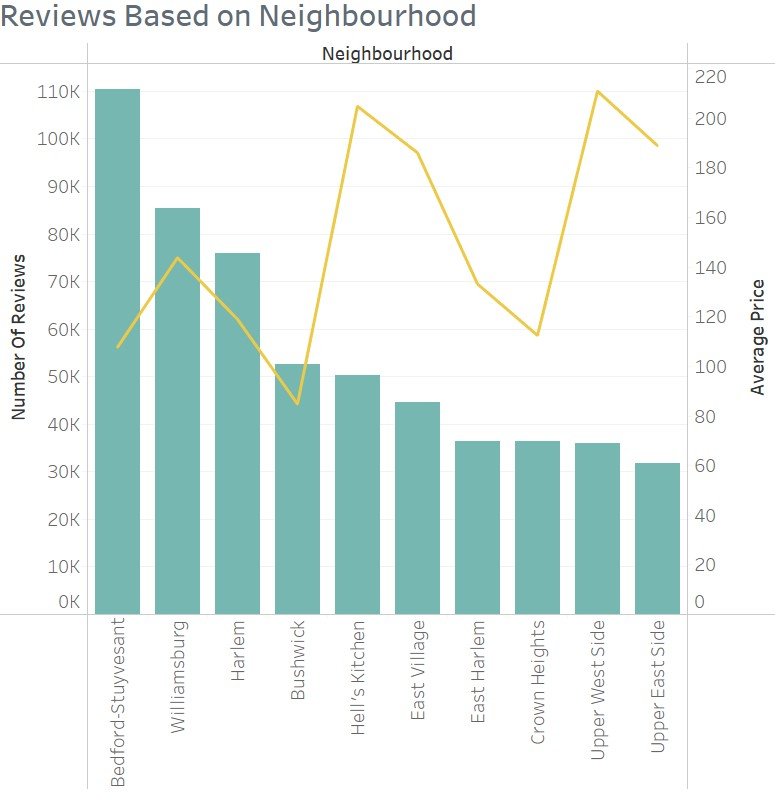 Reviews Based on Neighbourhood
Neighbourhood
Number Of Reviews
110K
100K
90K
80K
70K
60K
50K
40K
30K
20K
10K
0K
220
200
180
160
140
120
100
80
60
40
20
0
Average Price
Bedford-Stuyvesant
Williamsburg
Harlem
Bushwick
Hell's Kitchen
East Village
East Harlem
Crown Heights
Upper West Side
Upper East Side